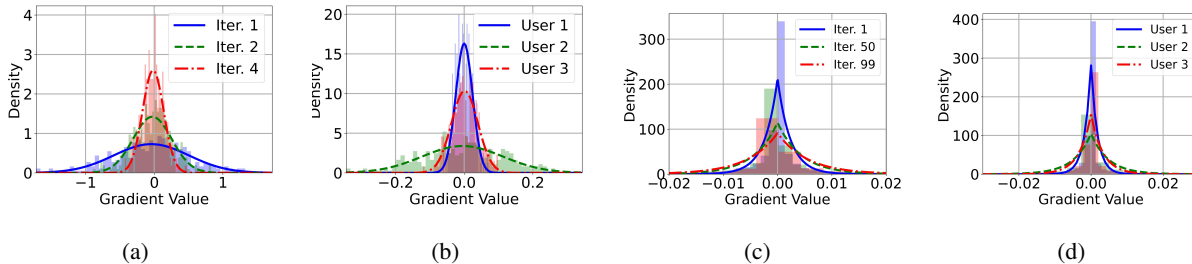 4
3
2
1
0
Density
Iter. 1
Iter. 2
Iter. 4
−1
0
1
Gradient Value
(a)
20
15
10
5
0
Density
User 1
User 2
User 3
−0.2
0.0
0.2
Gradient Value
(b)
300
200
100
0
Density
Iter. 1
Iter. 50
Iter. 99
−0.02
−0.01
0.00
0.01
0.02
Gradient Value
(c)
400
300
200
100
0
Density
User 1
User 2
User 3
−0.02
0.00
0.02
Gradient Value
(d)